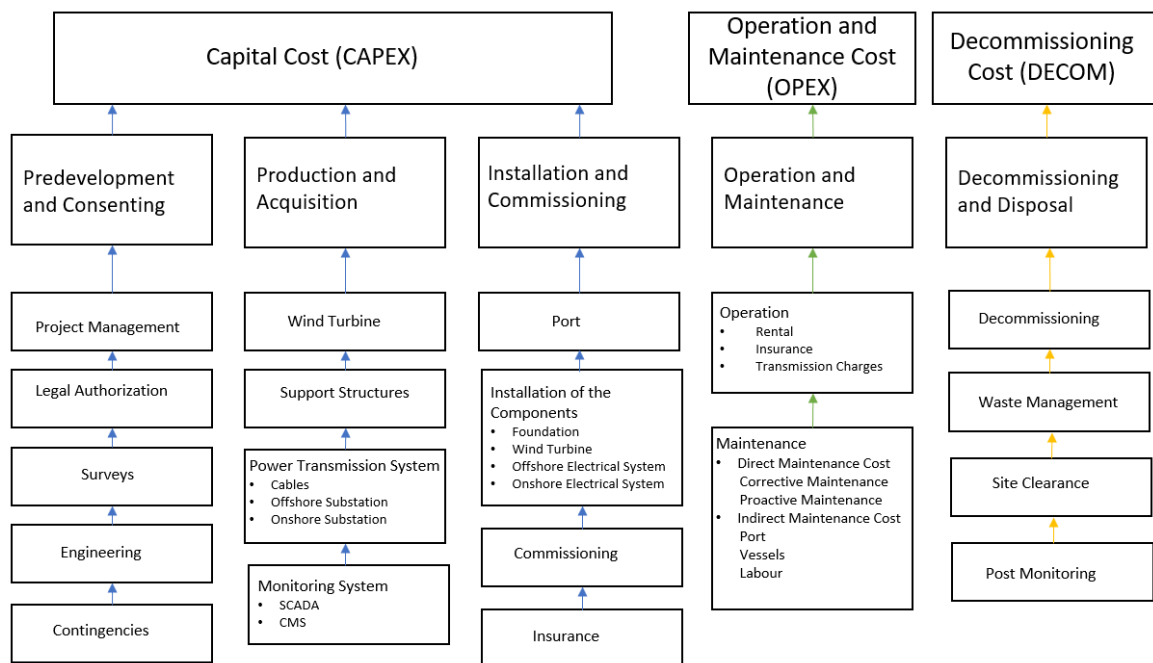 Capital Cost (CAPEX)
Operation and
Maintenance Cost
(OPEX)
Decommissioning
Cost (DECOM)
Predevelopment
and Consenting
Production and
Acquisition
Installation and
Commissioning
Operation and
Maintenance
Decommissioning
and Disposal
Project Management
Legal Authorization
Surveys
Engineering
Contingencies
Wind Turbine
Support Structures
Power Transmission System
• Cables
• Offshore Substation
• Onshore Substation
Monitoring System
• SCADA
• CMS
Port
Installation of the
Components
• Foundation
• Wind Turbine
• Offshore Electrical System
• Onshore Electrical System
Commissioning
Insurance
Operation
• Rental
• Insurance
• Transmission Charges
Maintenance
• Direct Maintenance Cost
Corrective Maintenance
Proactive Maintenance
• Indirect Maintenance Cost
Port
Vessels
Labour
Decommissioning
Waste Management
Site Clearance
Post Monitoring